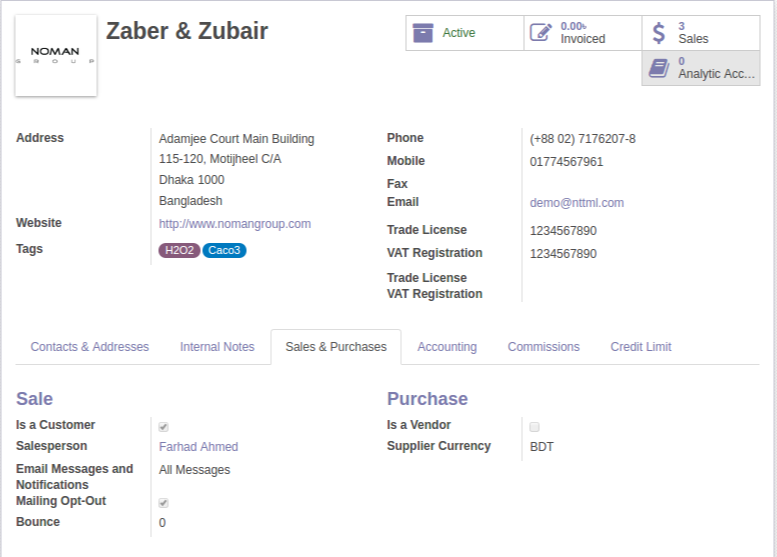 NOMAN
G R O U P
Zaber & Zubair
Active
0.00৳
Invoiced
3
Sales
0
Analytic Acc...
Address
Adamjee Court Main Building
115-120, Motijheel C/A
Dhaka 1000
Bangladesh
Website
http://www.nomangroup.com
Tags
H2O2 Caco3
Phone
(+88 02) 7176207-8
Mobile
01774567961
Fax
Email
demo@nttml.com
Trade License
1234567890
VAT Registration
1234567890
Trade License
VAT Registration
Contacts & Addresses Internal Notes Sales & Purchases Accounting Commissions Credit Limit
Sale
Is a Customer
Salesperson
Farhad Ahmed
Email Messages and
Notifications
All Messages
Mailing Opt-Out
Bounce
0
Purchase
Is a Vendor
Supplier Currency
BDT